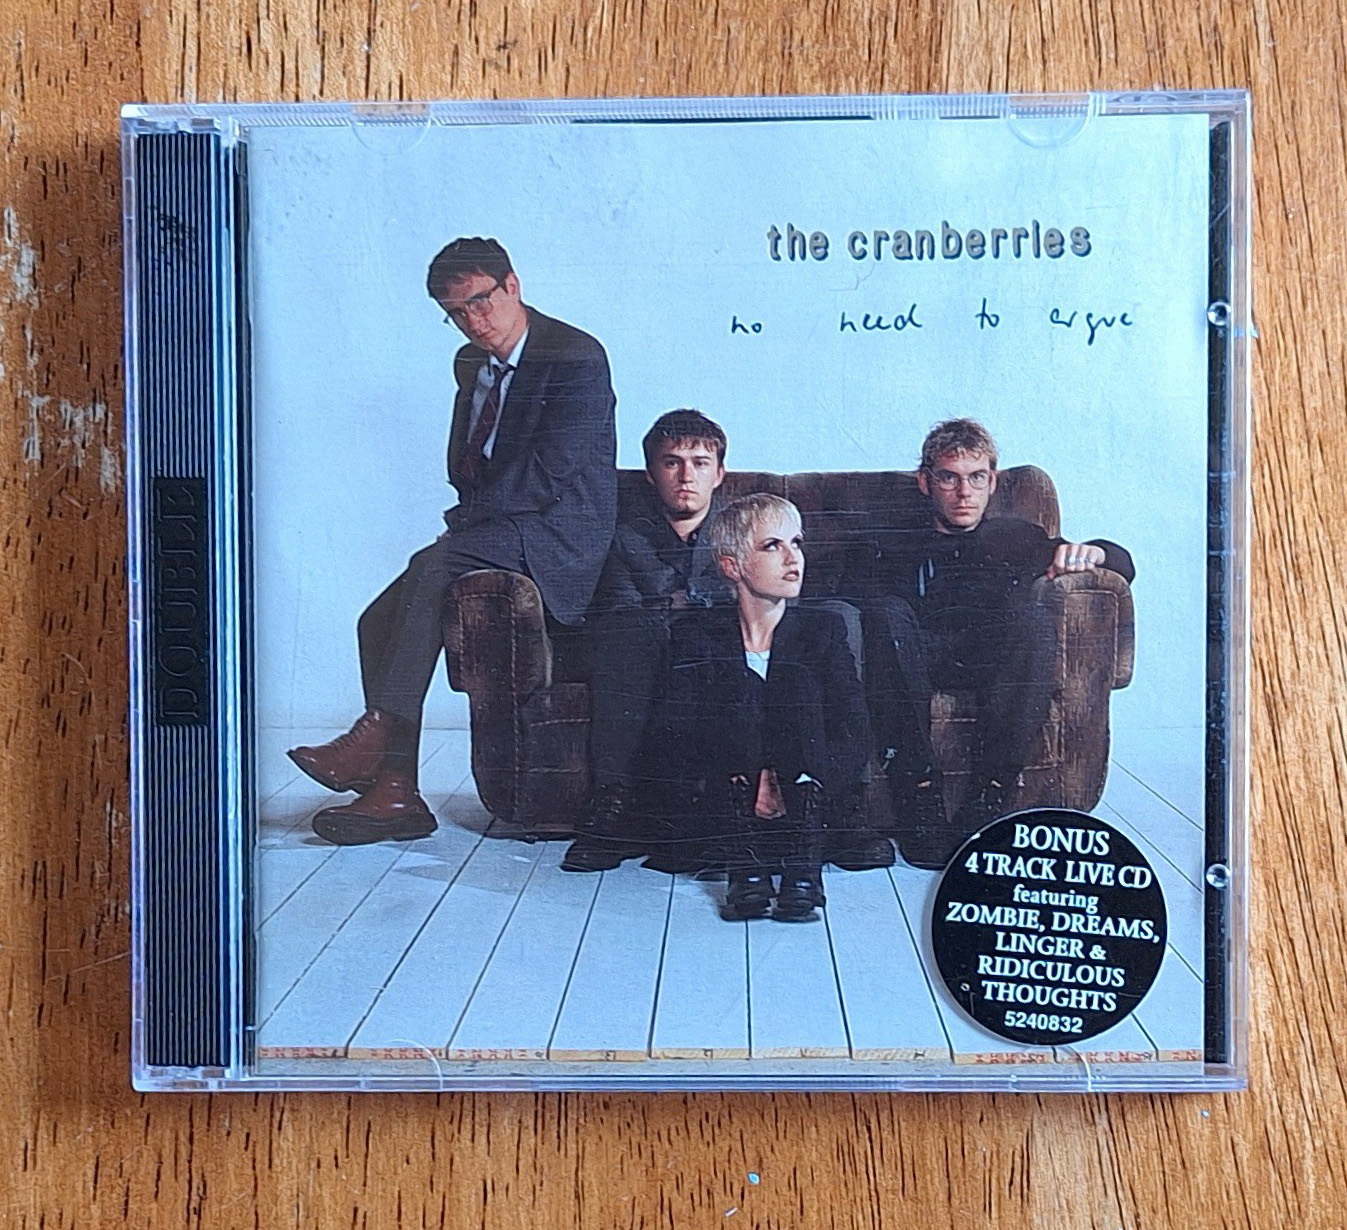 the cranberries
no need to argue
DOUBLE
BONUS
4 TRACK LIVE CD
featuring
ZOMBIE, DREAMS,
LINGER &
RIDICULOUS
THOUGHTS
5240832